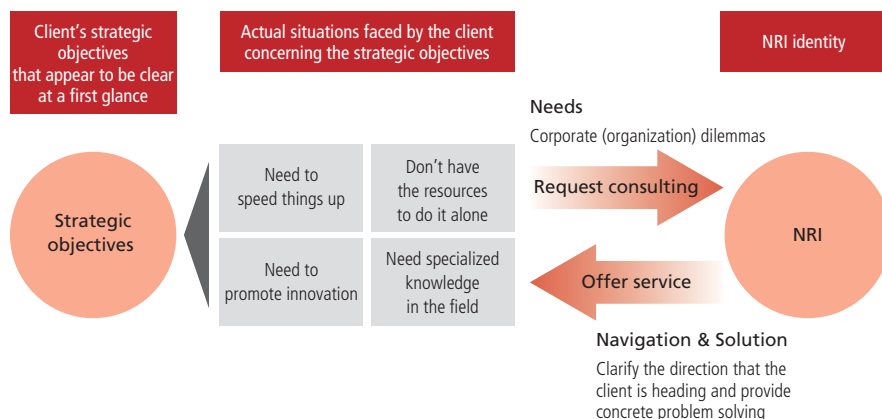 Client's strategic
objectives
that appear to be clear
at a first glance
Actual situations faced by the client
concerning the strategic objectives
NRI identity
Needs
Corporate (organization) dilemmas
Strategic
objectives
Need to
speed things up
Don't have
the resources
to do it alone
Need to
promote innovation
Need specialized
knowledge
in the field
Request consulting
Offer service
NRI
Navigation & Solution
Clarify the direction that the
client is heading and provide
concrete problem solving